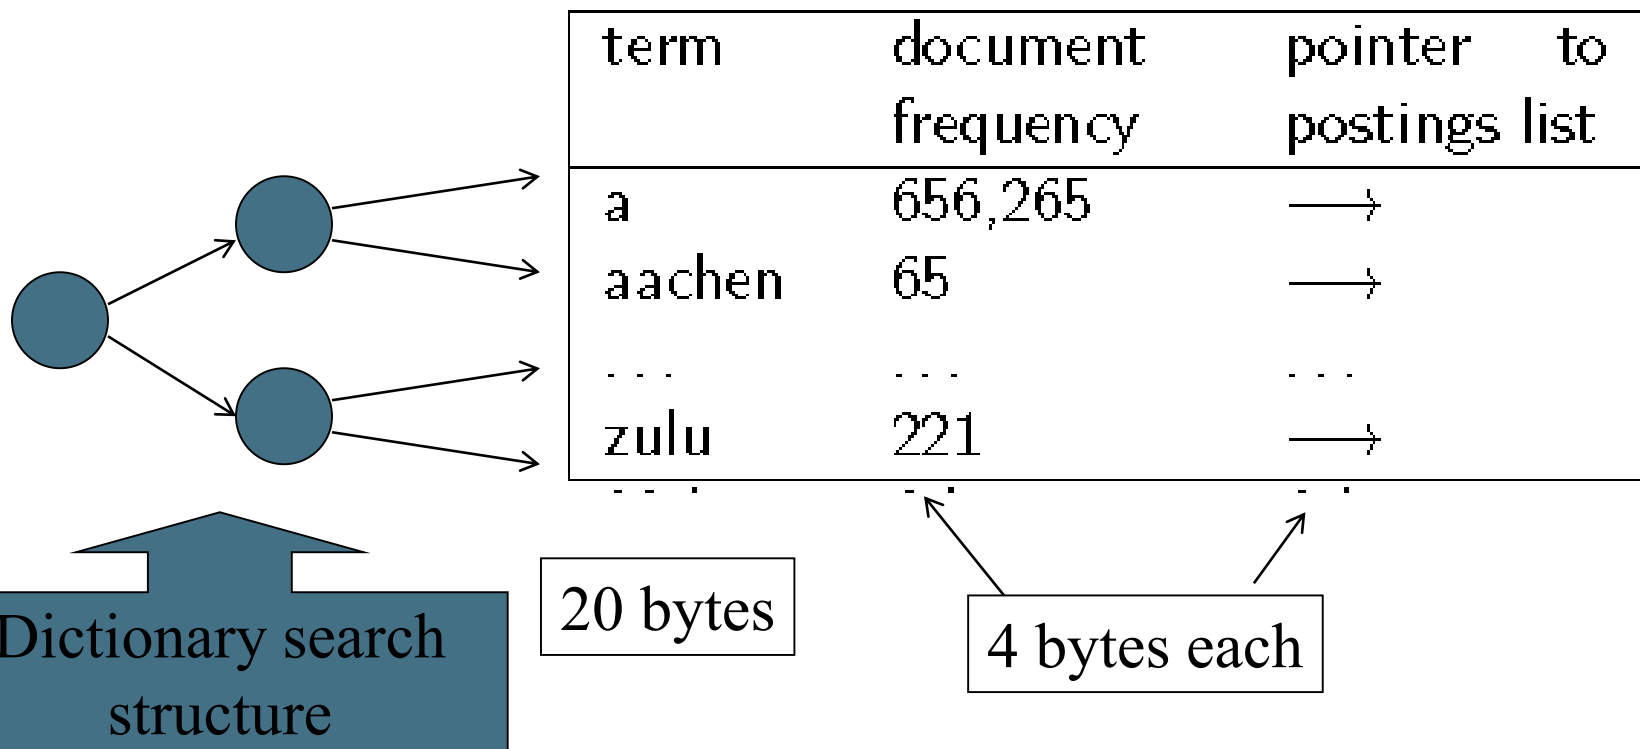 term document pointer to
frequency postings list
a 656,265 →
aachen 65 →
... ... ...
zulu 221 →
20 bytes
4 bytes each
Dictionary search
structure